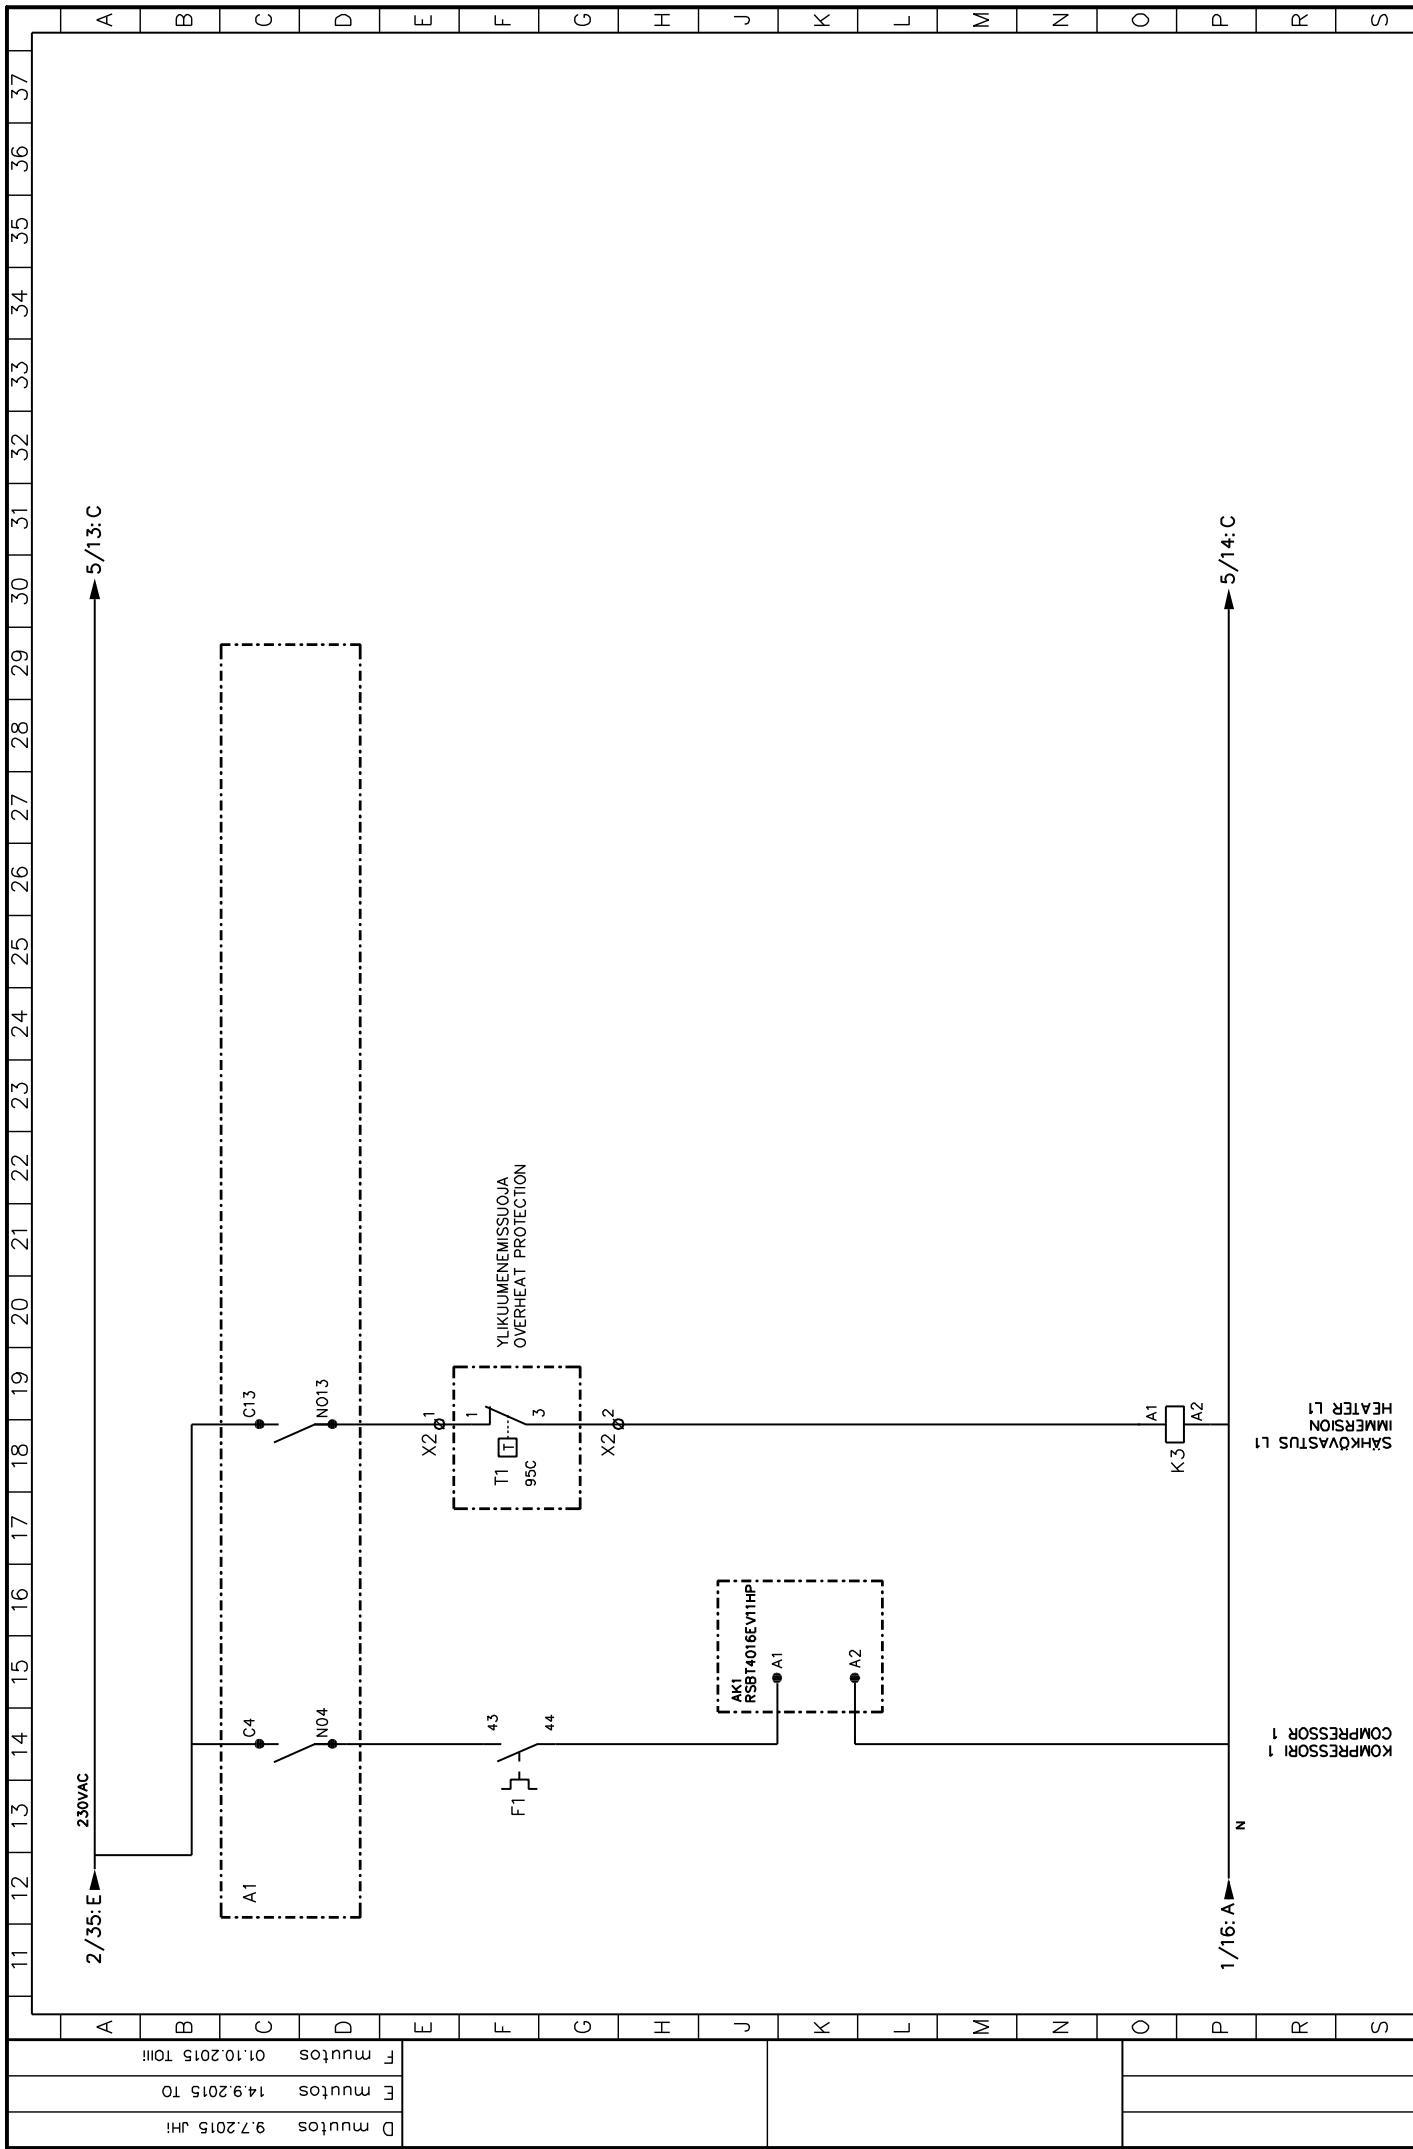 11 12 13 14 15 16 17 18 19 20 21 22 23 24 25 26 27 28 29 30 31 32 33 34 35 36 37
A
B
C
D
E
F
G
H
J
K
L
M
N
O
P
R
S
A
B
C
D
E
F
G
H
J
K
L
M
N
O
P
R
S
2/35:E
230VAC
5/13:C
A1
C4
NO4
C13
NO13
X2
1
43
44
F1
T1
T
95C
1
3
YLIKUUMENEMISSUOJA
OVERHEAT PROTECTION
X2
2
AK1
RSBT4016EV11HP
A1
A2
K3
A1
A2
1/16:A
N
5/14:C
KOMPRESSORI 1
COMPRESSOR 1
SÄHKÖVASTUS L1
IMMERSION
HEATER L1
D muutos 9.7.2015 JHi
E muutos 14.9.2015 TO
F muutos 01.10.2015 TOlli